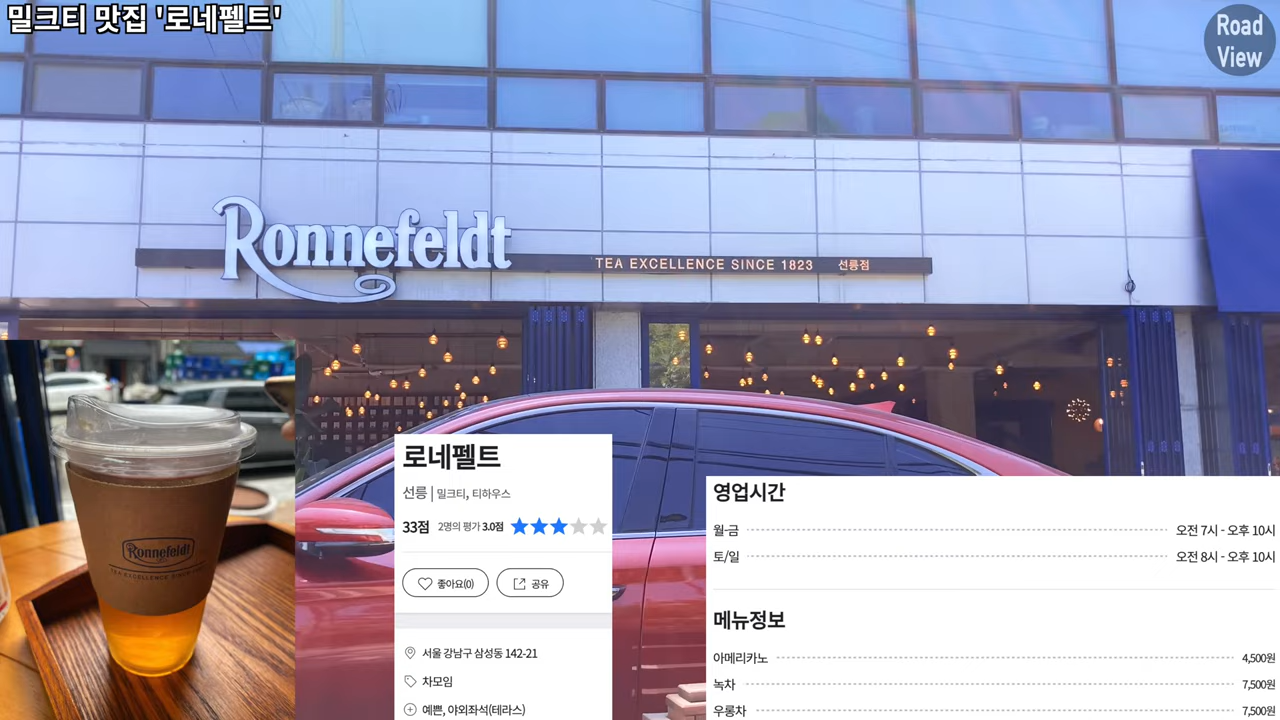 밀크티 맛집 '로네펠트'
Road
View
Ronnefeldt
TEA EXCELLENCE SINCE 1823 선릉점
Ronnefeldt
TEA EXCELLENCE SINCE
로네펠트
선릉 | 밀크티, 티하우스
33점 2명의 평가 3.0점
좋아요(0) 공유
서울 강남구 삼성동 142-21
차모임
예쁜, 야외좌석(테라스)
영업시간
월-금 오전 7시 - 오후 10시
토/일 오전 8시 - 오후 10시
메뉴정보
아메리카노 4,500원
녹차 7,500원
우롱차 7,500원